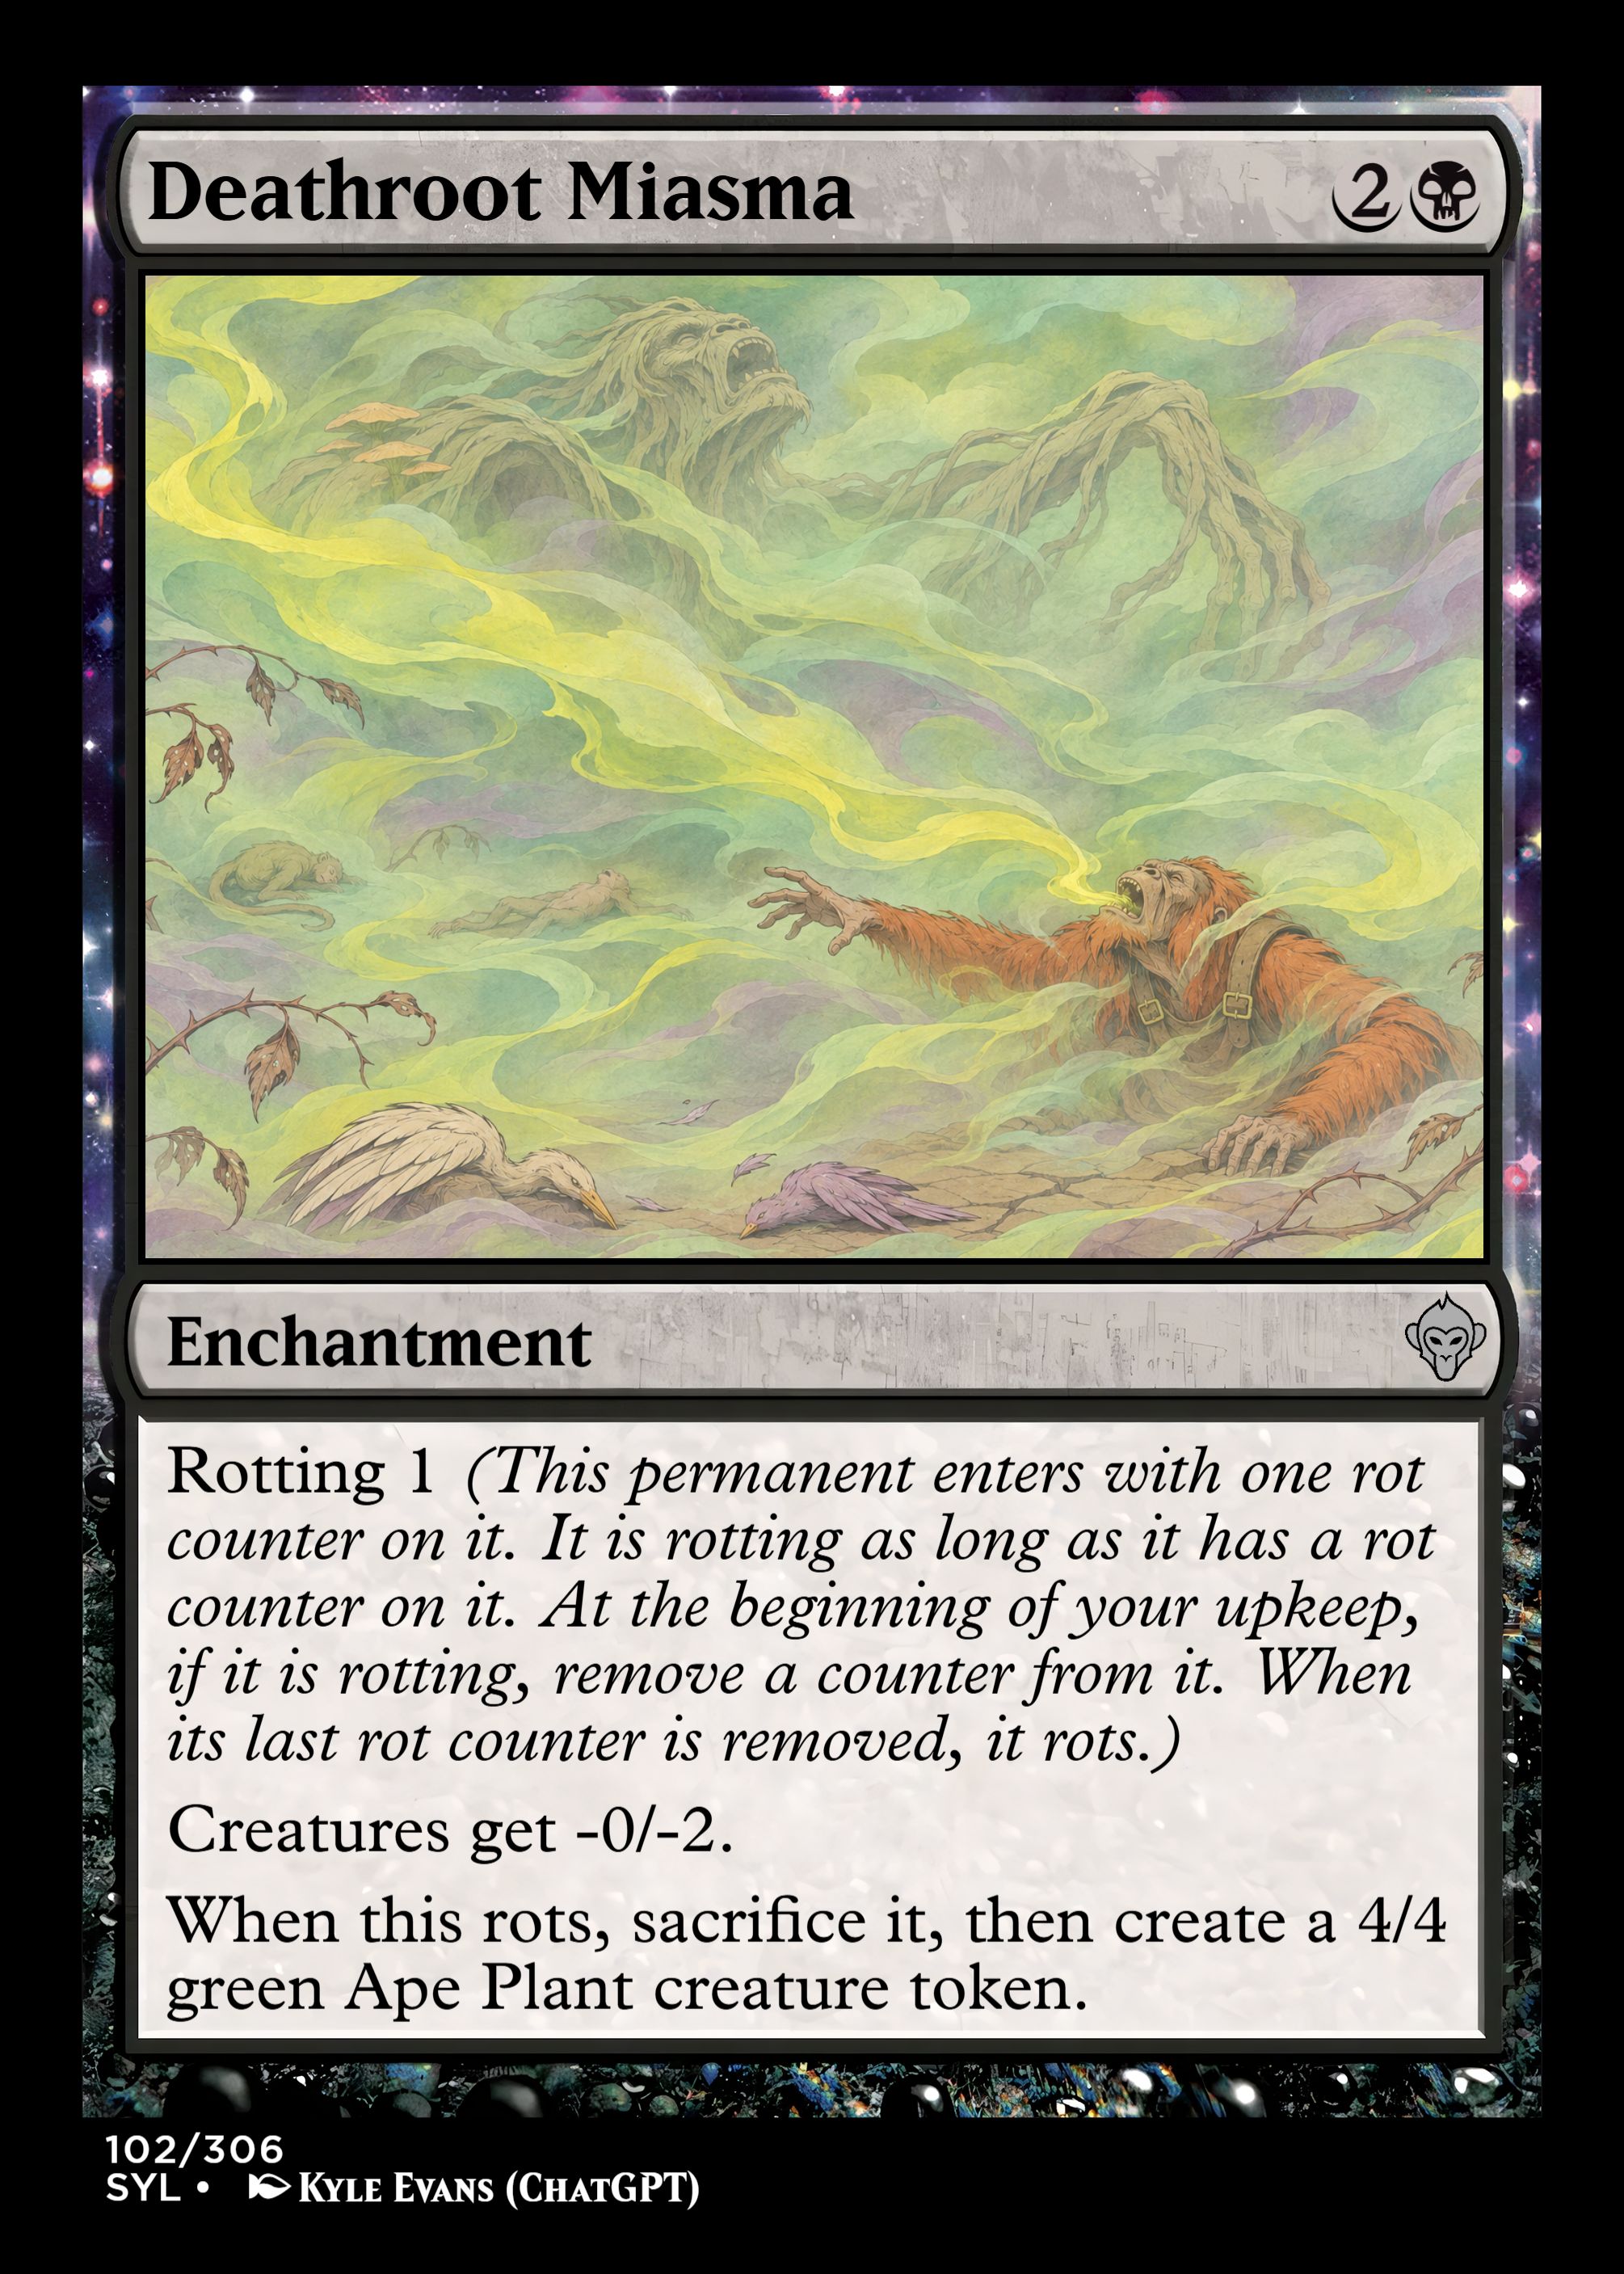 Deathroot Miasma 2
Enchantment
Rotting 1 (This permanent enters with one rot
counter on it. It is rotting as long as it has a rot
counter on it. At the beginning of your upkeep,
if it is rotting, remove a counter from it. When
its last rot counter is removed, it rots.)
Creatures get -0/-2.
When this rots, sacrifice it, then create a 4/4
green Ape Plant creature token.
102/306
SYL • Kyle Evans (ChatGPT)